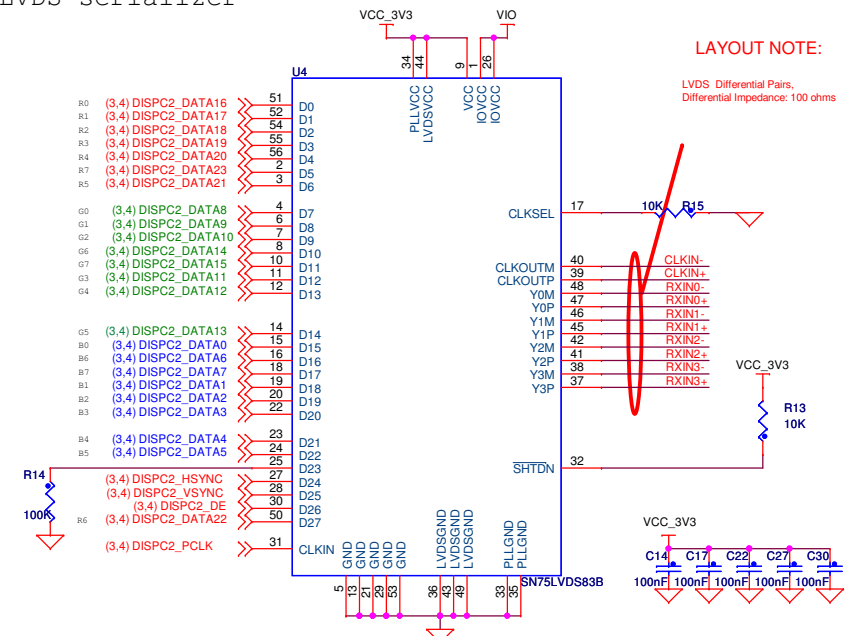 LVDS Serializer
VCC_3V3
VIO
LAYOUT NOTE:
LVDS Differential Pairs,
Differential Impedance: 100 ohms
U4
34
44
9
1
26
PLLVCC
LVDSVCC
VCC
IOVCC
IOVCC
R0 (3,4) DISPC2_DATA16 51 D0
R1 (3,4) DISPC2_DATA17 52 D1
R2 (3,4) DISPC2_DATA18 54 D2
R3 (3,4) DISPC2_DATA19 55 D3
R4 (3,4) DISPC2_DATA20 56 D4
R7 (3,4) DISPC2_DATA23 2 D5
R5 (3,4) DISPC2_DATA21 3 D6
G0 (3,4) DISPC2_DATA8 4 D7
G1 (3,4) DISPC2_DATA9 6 D8
G2 (3,4) DISPC2_DATA10 7 D9
G6 (3,4) DISPC2_DATA14 8 D10
G7 (3,4) DISPC2_DATA15 10 D11
G3 (3,4) DISPC2_DATA11 11 D12
G4 (3,4) DISPC2_DATA12 12 D13
G5 (3,4) DISPC2_DATA13 14 D14
B0 (3,4) DISPC2_DATA0 15 D15
B6 (3,4) DISPC2_DATA6 16 D16
B7 (3,4) DISPC2_DATA7 18 D17
B1 (3,4) DISPC2_DATA1 19 D18
B2 (3,4) DISPC2_DATA2 20 D19
B3 (3,4) DISPC2_DATA3 22 D20
B4 (3,4) DISPC2_DATA4 23 D21
B5 (3,4) DISPC2_DATA5 24 D22
25 D23
(3,4) DISPC2_HSYNC 27 D24
(3,4) DISPC2_VSYNC 28 D25
(3,4) DISPC2_DE 30 D26
R6 (3,4) DISPC2_DATA22 50 D27
(3,4) DISPC2_PCLK 31 CLKIN
R14
100K
CLKSEL 17 10K R15
CLKOUTM 40 CLKIN-
CLKOUTP 39 CLKIN+
Y0M 48 RXIN0-
Y0P 47 RXIN0+
Y1M 46 RXIN1-
Y1P 45 RXIN1+
Y2M 42 RXIN2-
Y2P 41 RXIN2+
Y3M 38 RXIN3-
Y3P 37 RXIN3+
VCC_3V3
R13
10K
SHTDN 32
GND
GND
GND
GND
GND
LVDSGND
LVDSGND
LVDSGND
PLLGND
PLLGND
5
13
21
29
53
36
43
49
33
35
SN75LVDS83B
VCC_3V3
C14 C17 C22 C27 C30
100nF 100nF 100nF 100nF 100nF